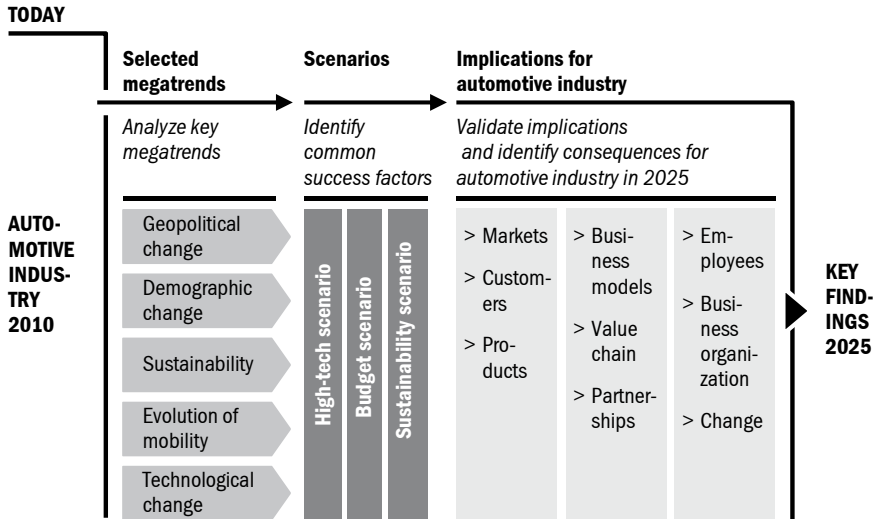 TODAY
Selected
megatrends
Scenarios
Implications for
automotive industry
Analyze key
megatrends
Identify
common
success factors
Validate implications
and identify consequences for
automotive industry in 2025
AUTO-
MOTIVE
INDUS-
TRY
2010
Geopolitical
change
Demographic
change
Sustainability
Evolution of
mobility
Technological
change
High-tech scenario
Budget scenario
Sustainability scenario
> Markets
> Custom-
ers
> Pro-
ducts
> Busi-
ness
models
> Value
chain
> Partner-
ships
> Em-
ployees
> Busi-
ness
organi-
zation
> Change
KEY
FIND-
INGS
2025